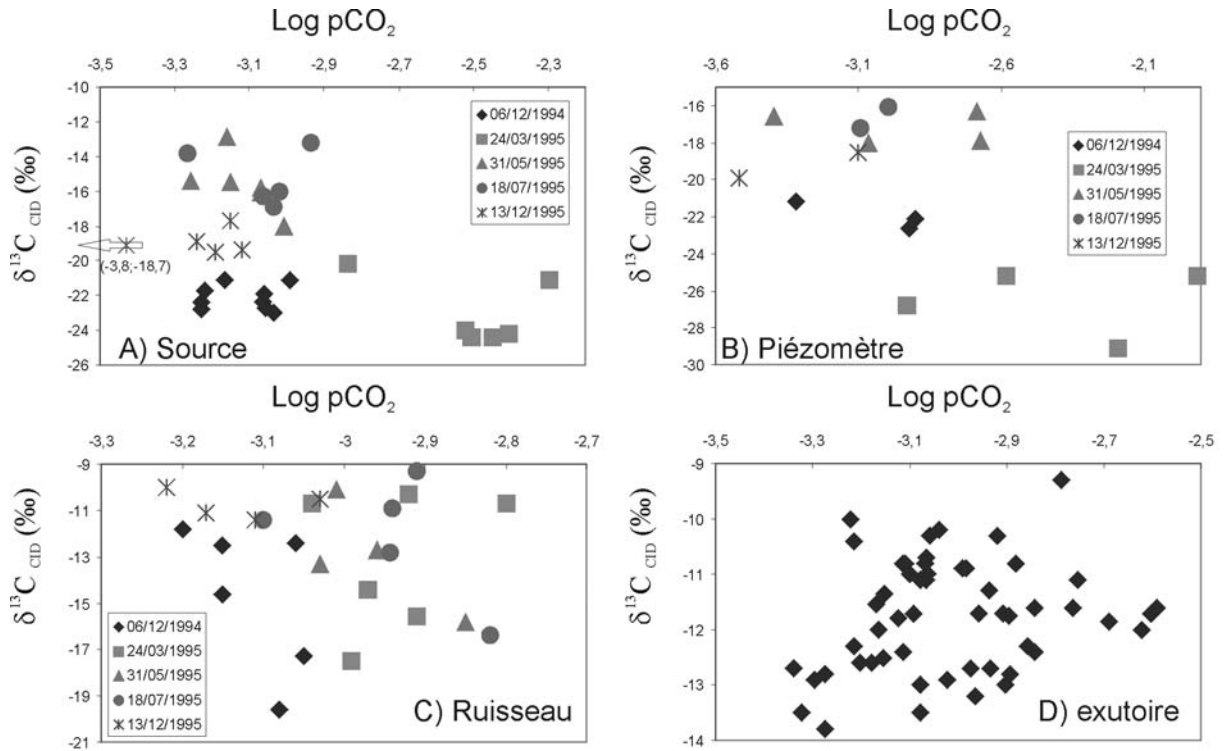 Log pCO₂
-3,5 -3,3 -3,1 -2,9 -2,7 -2,5 -2,3
δ ¹³C CID (‰)
-10
-12
-14
-16
-18
-20
-22
-24
-26
06/12/1994
24/03/1995
31/05/1995
18/07/1995
13/12/1995
(-3,8;-18,7)
A) Source
Log pCO₂
-3,6 -3,1 -2,6 -2,1
δ ¹³C CID (‰)
-16
-18
-20
-22
-24
-26
-28
-30
06/12/1994
24/03/1995
31/05/1995
18/07/1995
13/12/1995
B) Piézomètre
Log pCO₂
-3,3 -3,2 -3,1 -3 -2,9 -2,8 -2,7
δ ¹³C CID (‰)
-9
-11
-13
-15
-17
-19
-21
06/12/1994
24/03/1995
31/05/1995
18/07/1995
13/12/1995
C) Ruisseau
Log pCO₂
-3,5 -3,3 -3,1 -2,9 -2,7 -2,5
δ ¹³C CID (‰)
-9
-10
-11
-12
-13
-14
D) exutoire